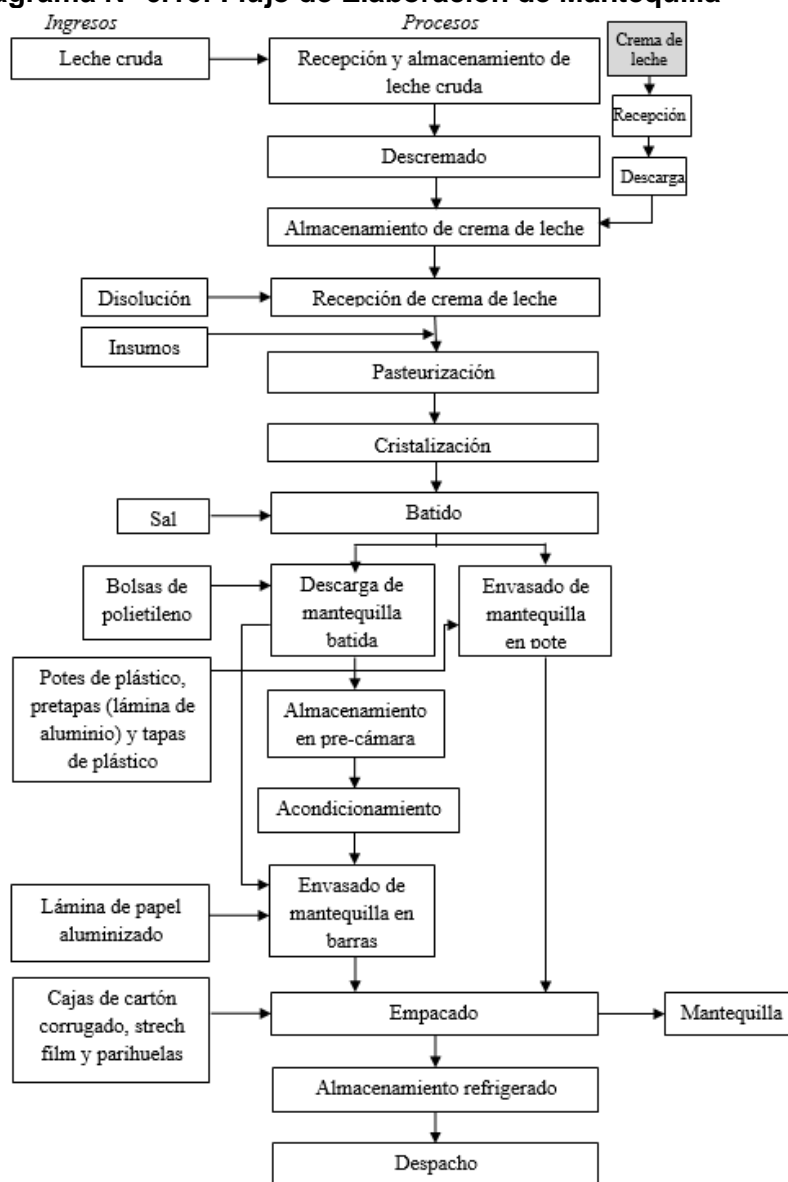 Ingresos
Procesos
Leche cruda
Recepción y almacenamiento de
leche cruda
Crema de
leche
Recepción
Descremado
Descarga
Almacenamiento de crema de leche
Disolución
Recepción de crema de leche
Insumos
Pasteurización
Cristalización
Sal
Batido
Bolsas de
polietileno
Descarga de
mantequilla
batida
Envasado de
mantequilla
en pote
Potes de plástico,
pretapas (lámina de
aluminio) y tapas
de plástico
Almacenamiento
en pre-cámara
Acondicionamiento
Lámina de papel
aluminizado
Envasado de
mantequilla en
barras
Cajas de cartón
corrugado, strech
film y parihuelas
Empacado
Mantequilla
Almacenamiento refrigerado
Despacho